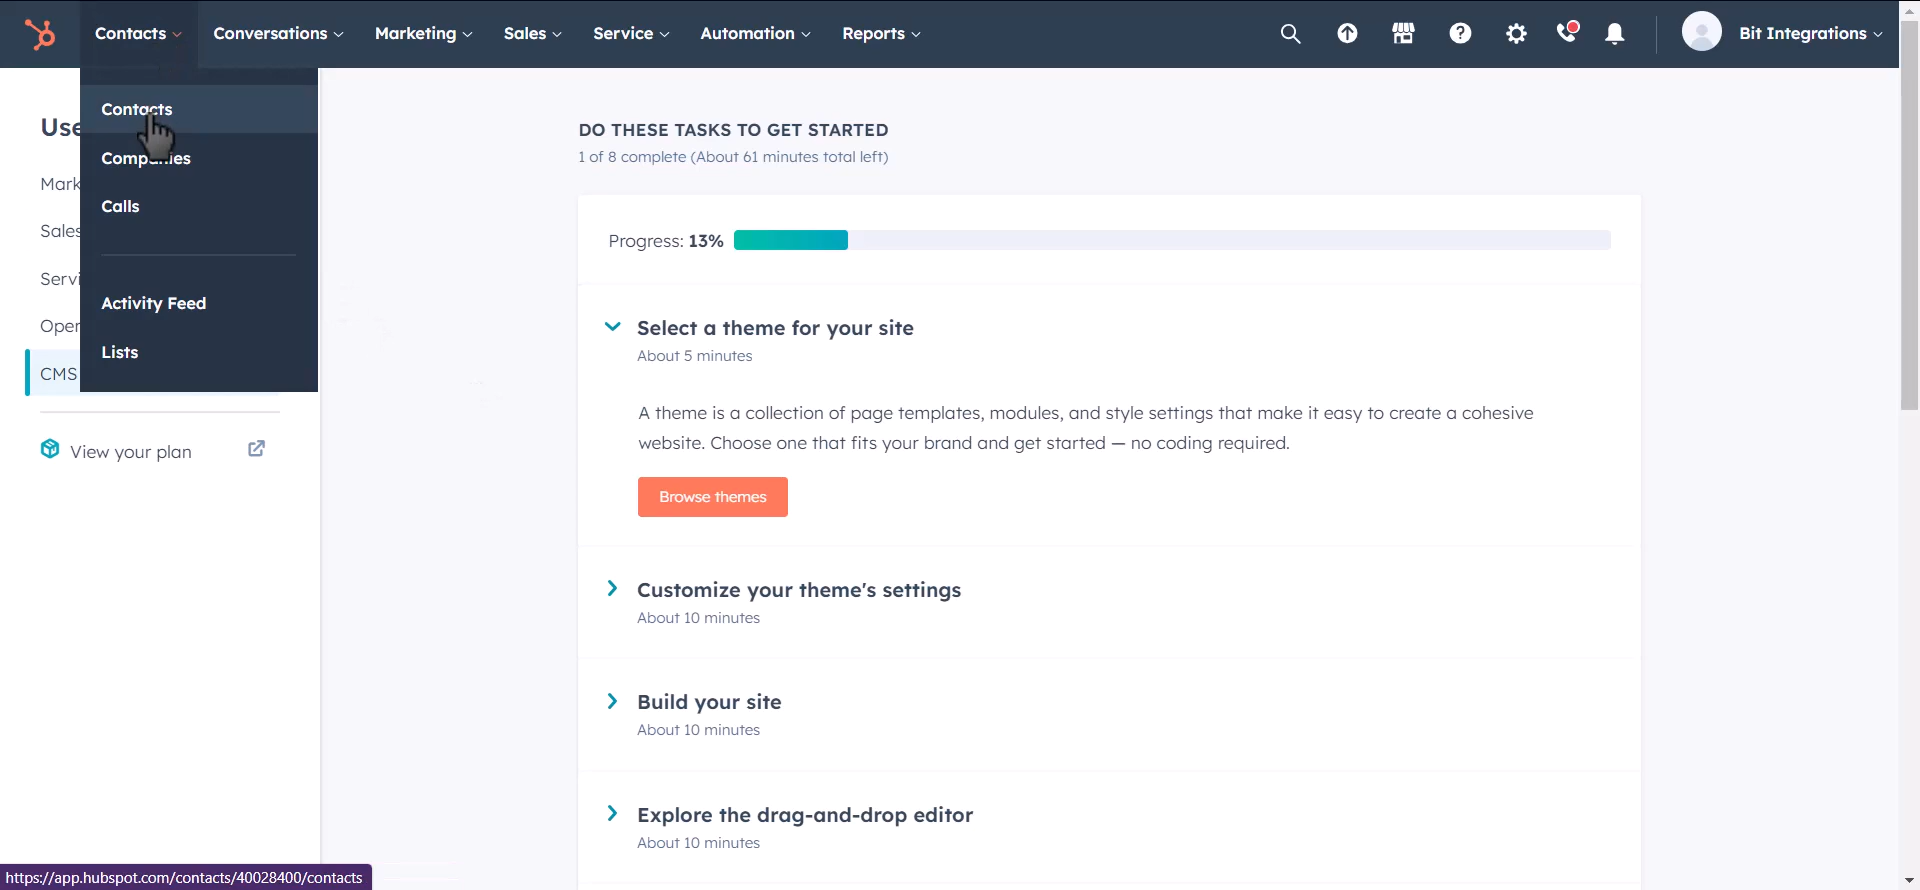 Contacts
Conversations
Marketing
Sales
Service
Automation
Reports
Bit Integrations
Contacts
Companies
Calls
Activity Feed
Lists
Use
Mark
Sales
Servi
Oper
CMS
View your plan
DO THESE TASKS TO GET STARTED
1 of 8 complete (About 61 minutes total left)
Progress: 13%
Select a theme for your site
About 5 minutes
A theme is a collection of page templates, modules, and style settings that make it easy to create a cohesive
website. Choose one that fits your brand and get started — no coding required.
Browse themes
Customize your theme's settings
About 10 minutes
Build your site
About 10 minutes
Explore the drag-and-drop editor
About 10 minutes
https://app.hubspot.com/contacts/40028400/contacts